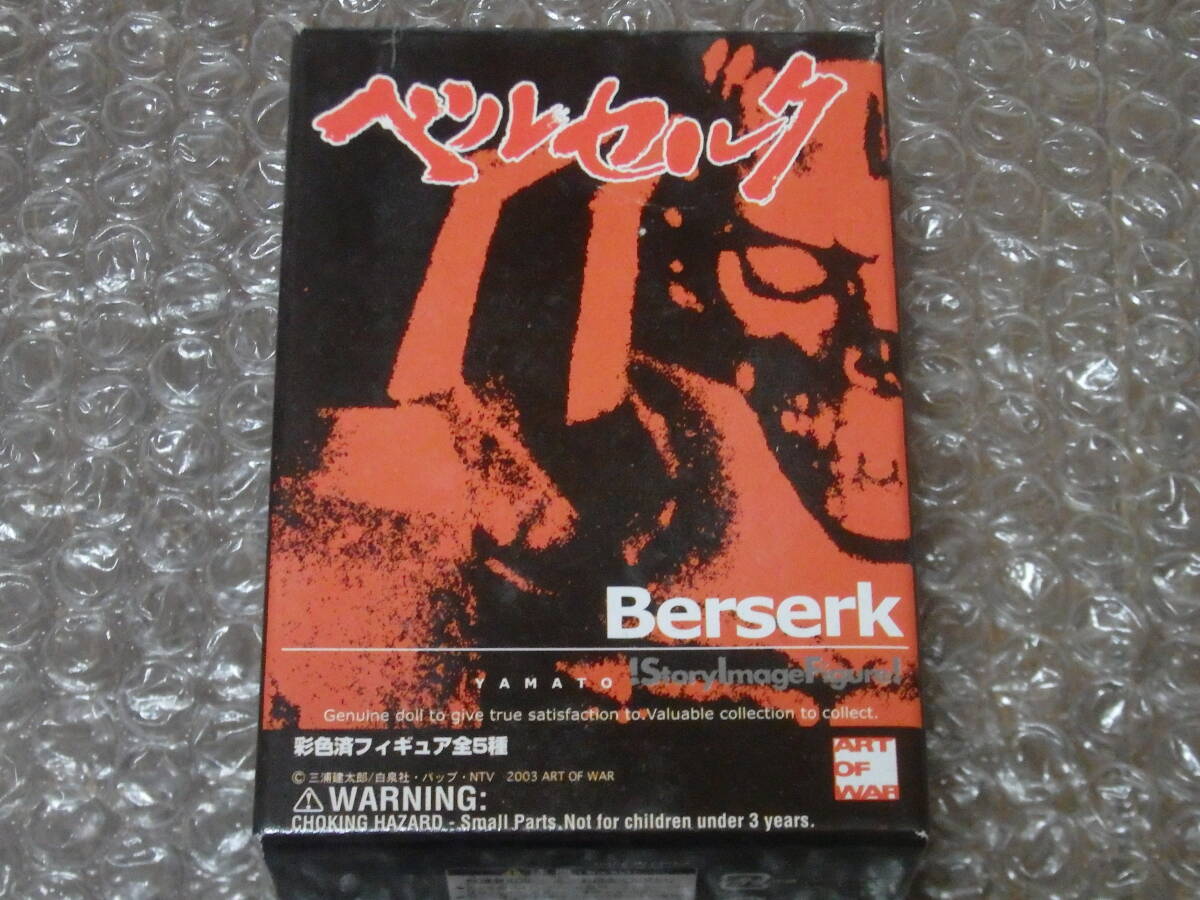 ベルセルク
Berserk
YAMATO !StoryImageFigure!
Genuine doll to give true satisfaction to.Valuable collection to collect.
彩色済フィギュア全5種
ART
OF
WAR
© 三浦建太郎/白泉社・バップ・NTV 2003 ART OF WAR
⚠ WARNING:
CHOKING HAZARD - Small Parts. Not for children under 3 years.